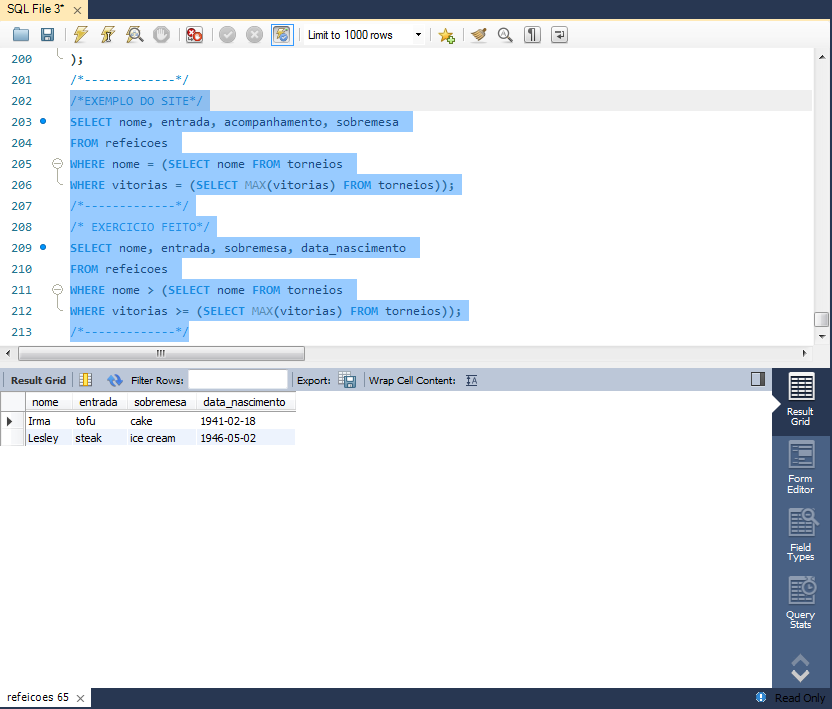 SQL File 3*
Limit to 1000 rows
200 );
201 /*-------------*/
202 /*EXEMPLO DO SITE*/
203 SELECT nome, entrada, acompanhamento, sobremesa
204 FROM refeicoes
205 WHERE nome = (SELECT nome FROM torneios
206 WHERE vitorias = (SELECT MAX(vitorias) FROM torneios));
207 /*-------------*/
208 /* EXERCICIO FEITO*/
209 SELECT nome, entrada, sobremesa, data_nascimento
210 FROM refeicoes
211 WHERE nome > (SELECT nome FROM torneios
212 WHERE vitorias >= (SELECT MAX(vitorias) FROM torneios));
213 /*-------------*/
Result Grid Filter Rows: Export: Wrap Cell Content: IA
nome entrada sobremesa data_nascimento
Irma tofu cake 1941-02-18
Lesley steak ice cream 1946-05-02
Result
Grid
Form
Editor
Field
Types
Query
Stats
refeicoes 65
Read Only